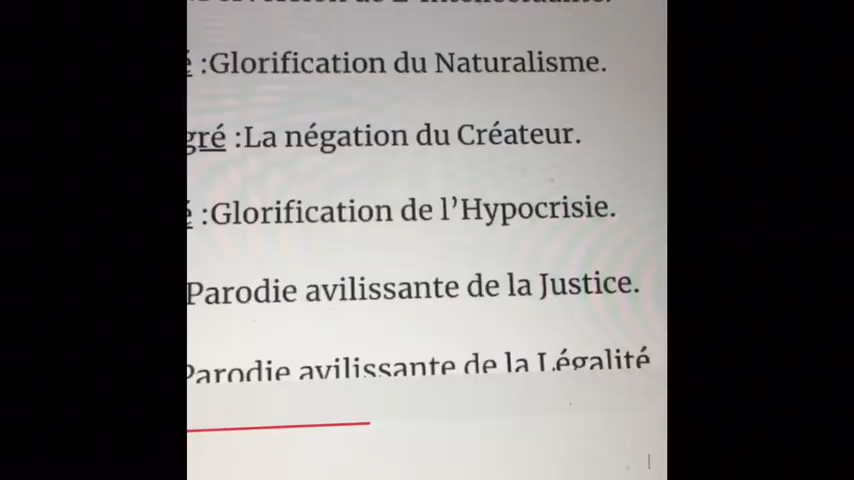 é :Glorification du Naturalisme.
gré :La négation du Créateur.
é :Glorification de l’Hypocrisie.
Parodie avilissante de la Justice.
Parodie avilissante de la Légalité